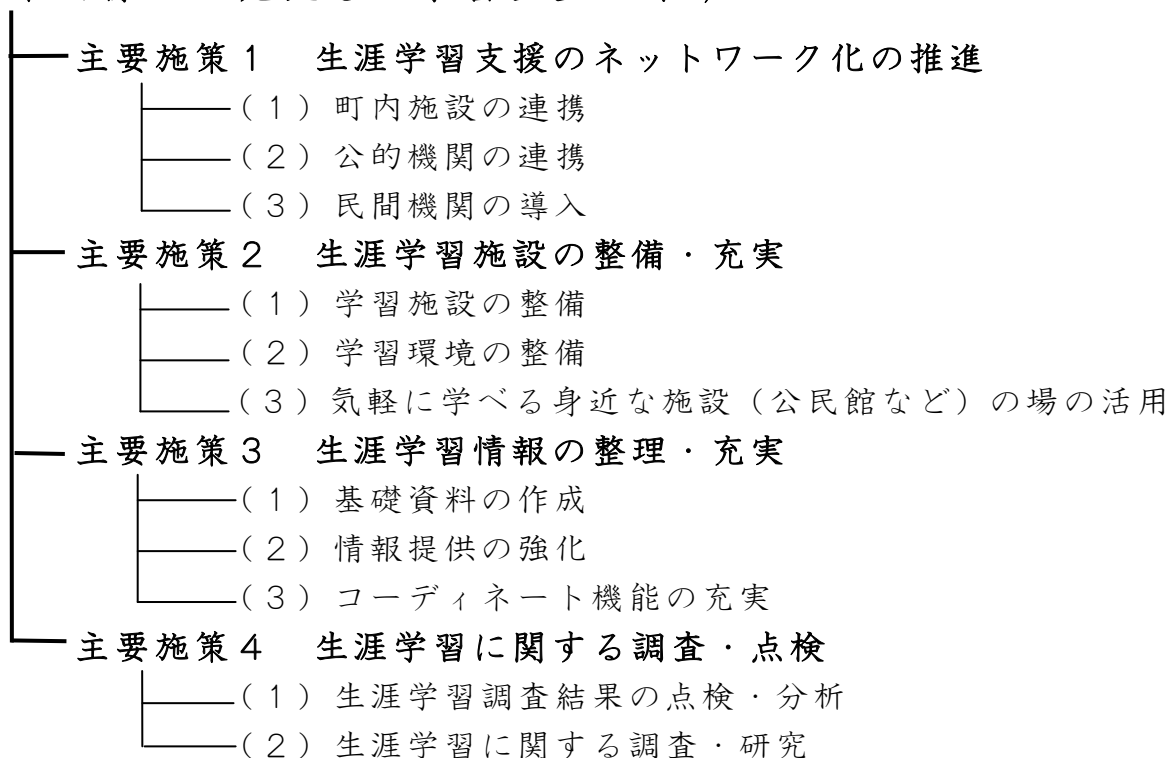 主要施策１　生涯学習支援のネットワーク化の推進
（１）町内施設の連携
（２）公的機関の連携
（３）民間機関の導入
主要施策２　生涯学習施設の整備・充実
（１）学習施設の整備
（２）学習環境の整備
（３）気軽に学べる身近な施設（公民館など）の場の活用
主要施策３　生涯学習情報の整理・充実
（１）基礎資料の作成
（２）情報提供の強化
（３）コーディネート機能の充実
主要施策４　生涯学習に関する調査・点検
（１）生涯学習調査結果の点検・分析
（２）生涯学習に関する調査・研究